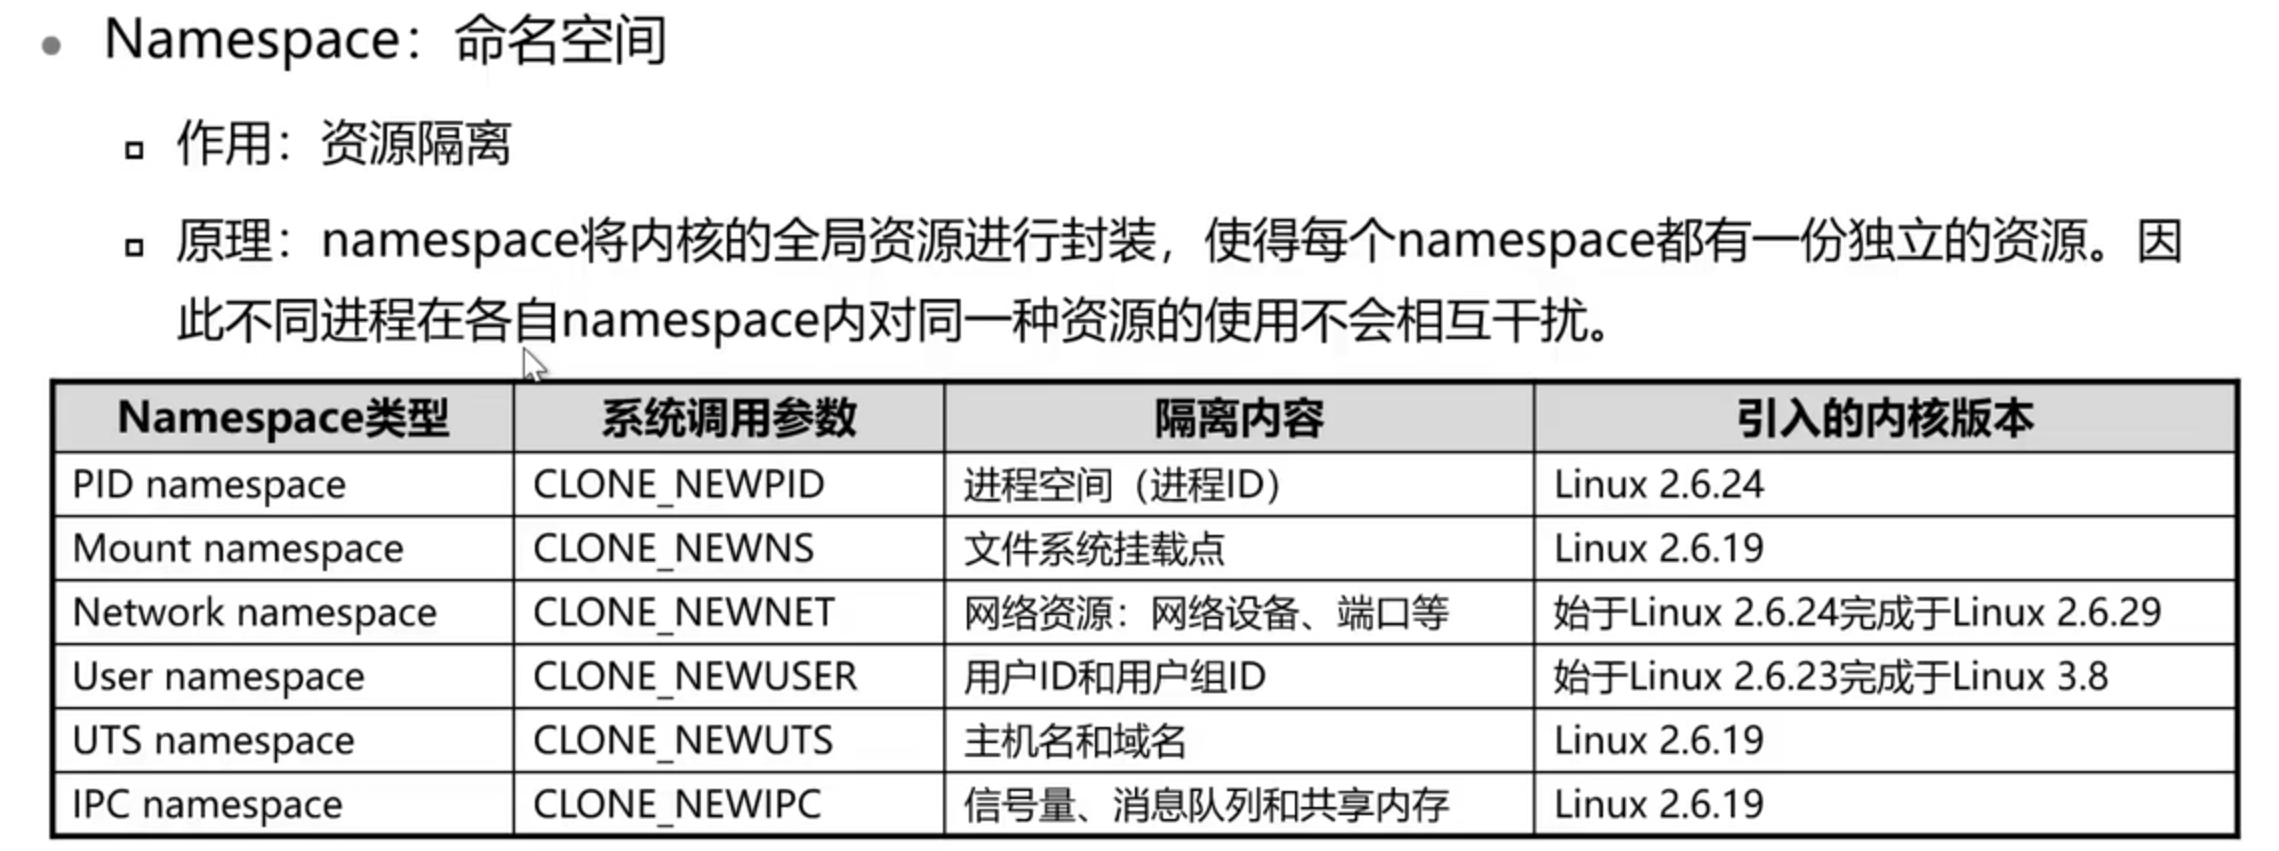 Namespace：命名空间
作用：资源隔离
原理：namespace将内核的全局资源进行封装，使得每个namespace都有一份独立的资源。因
此不同进程在各自namespace内对同一种资源的使用不会相互干扰。
Namespace类型 系统调用参数 隔离内容 引入的内核版本
PID namespace CLONE_NEWPID 进程空间（进程ID） Linux 2.6.24
Mount namespace CLONE_NEWNS 文件系统挂载点 Linux 2.6.19
Network namespace CLONE_NEWNET 网络资源：网络设备、端口等 始于Linux 2.6.24完成于Linux 2.6.29
User namespace CLONE_NEWUSER 用户ID和用户组ID 始于Linux 2.6.23完成于Linux 3.8
UTS namespace CLONE_NEWUTS 主机名和域名 Linux 2.6.19
IPC namespace CLONE_NEWIPC 信号量、消息队列和共享内存 Linux 2.6.19